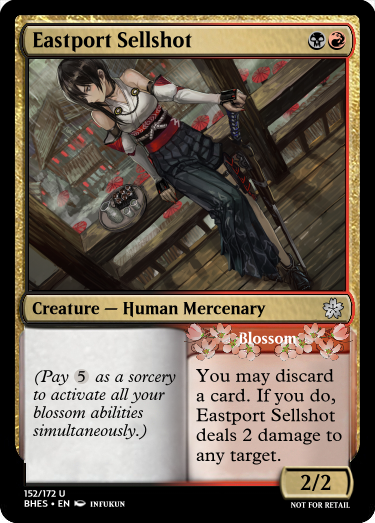 Eastport Sellshot
Creature — Human Mercenary
Blossom
(Pay 5 as a sorcery
to activate all your
blossom abilities
simultaneously.)
You may discard
a card. If you do,
Eastport Sellshot
deals 2 damage to
any target.
2/2
152/172 U
BHES • EN INFUKUN
NOT FOR RETAIL